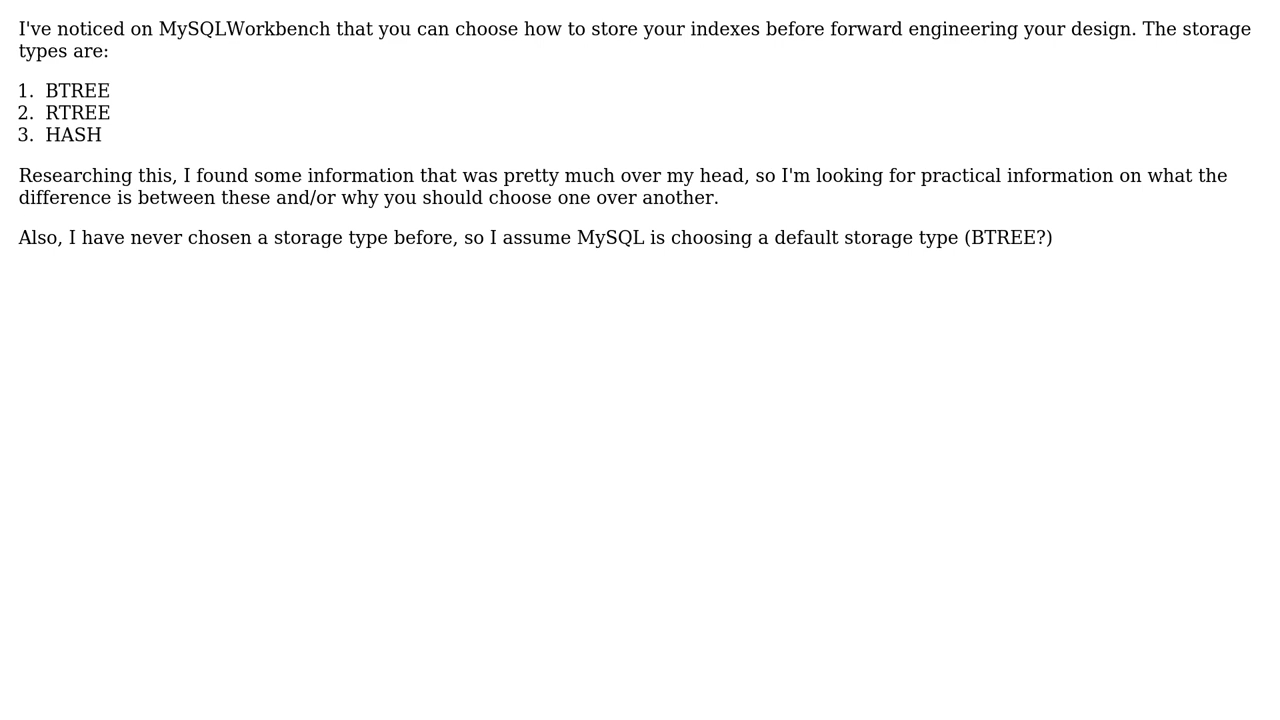 I've noticed on MySQLWorkbench that you can choose how to store your indexes before forward engineering your design. The storage
types are:
1. BTREE
2. RTREE
3. HASH
Researching this, I found some information that was pretty much over my head, so I'm looking for practical information on what the
difference is between these and/or why you should choose one over another.
Also, I have never chosen a storage type before, so I assume MySQL is choosing a default storage type (BTREE?)